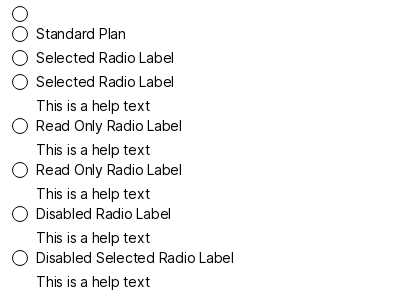 Standard Plan
Selected Radio Label
Selected Radio Label
This is a help text
Read Only Radio Label
This is a help text
Read Only Radio Label
This is a help text
Disabled Radio Label
This is a help text
Disabled Selected Radio Label
This is a help text